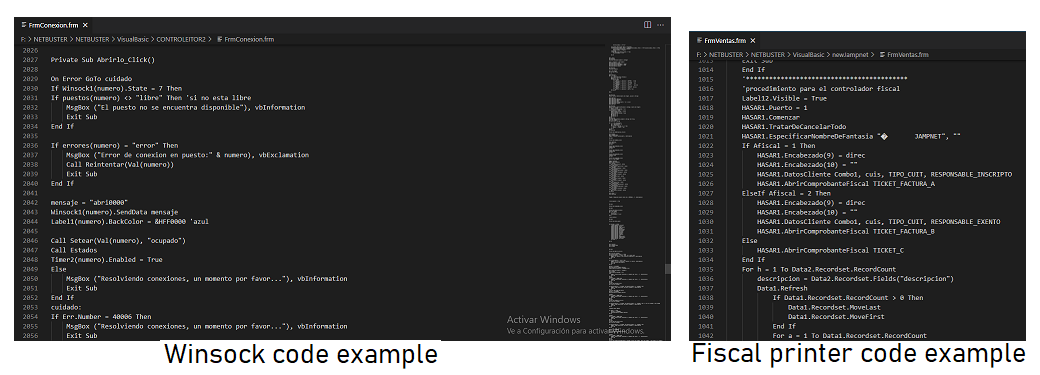 FrmConexion.frm
F: > NETBUSTER > NETBUSTER > VisualBasic > CONTROLEITOR2 > FrmConexion.frm
2026
2027 Private Sub Abrirlo_Click()
2028
2029 On Error GoTo cuidado
2030 If Winsock1(numero).State = 7 Then
2031 If puestos(numero) <> "libre" Then 'si no esta libre
2032 MsgBox ("El puesto no se encuentra disponible"), vbInformation
2033 Exit Sub
2034 End If
2035
2036 If errores(numero) = "error" Then
2037 MsgBox ("Error de conexion en puesto:" & numero), vbExclamation
2038 Call Reintentar(Val(numero))
2039 Exit Sub
2040 End If
2041
2042 mensaje = "abri0000"
2043 Winsock1(numero).SendData mensaje
2044 Label1(numero).BackColor = &HFF0000 'azul
2045
2046 Call Setear(Val(numero), "ocupado")
2047 Call Estados
2048 Timer2(numero).Enabled = True
2049 Else
2050 MsgBox ("Resolviendo conexiones, un momento por favor..."), vbInformation
2051 Exit Sub
2052 End If
2053 cuidado:
2054 If Err.Number = 40006 Then
2055 MsgBox ("Resolviendo conexiones, un momento por favor..."), vbInformation
2056 Exit Sub
Activar Windows
Ve a Configuración para activar Windows.
Winsock code example
FrmVentas.frm
F: > NETBUSTER > NETBUSTER > VisualBasic > newJampnet > FrmVentas.frm
1013 Exit Sub
1014 End If
1015 '******************************************
1016 'procedimiento para el controlador fiscal
1017 Label12.Visible = True
1018 HASAR1.Puerto = 1
1019 HASAR1.Comenzar
1020 HASAR1.TratarDeCancelarTodo
1021 HASAR1.EspecificarNombreDeFantasia "� JAMPNET", ""
1022 If Afiscal = 1 Then
1023 HASAR1.Encabezado(9) = direc
1024 HASAR1.Encabezado(10) = ""
1025 HASAR1.DatosCliente Combo1, cuis, TIPO_CUIT, RESPONSABLE_INSCRIPTO
1026 HASAR1.AbrirComprobanteFiscal TICKET_FACTURA_A
1027 ElseIf Afiscal = 2 Then
1028 HASAR1.Encabezado(9) = direc
1029 HASAR1.Encabezado(10) = ""
1030 HASAR1.DatosCliente Combo1, cuis, TIPO_CUIT, RESPONSABLE_EXENTO
1031 HASAR1.AbrirComprobanteFiscal TICKET_FACTURA_B
1032 Else
1033 HASAR1.AbrirComprobanteFiscal TICKET_C
1034 End If
1035 For h = 1 To Data2.Recordset.RecordCount
1036 descripcion = Data2.Recordset.Fields("descripcion")
1037 Data1.Refresh
1038 If Data1.Recordset.RecordCount > 0 Then
1039 Data1.Recordset.MoveLast
1040 Data1.Recordset.MoveFirst
1041 End If
1042 For a = 1 To Data1.Recordset.RecordCount
Fiscal printer code example